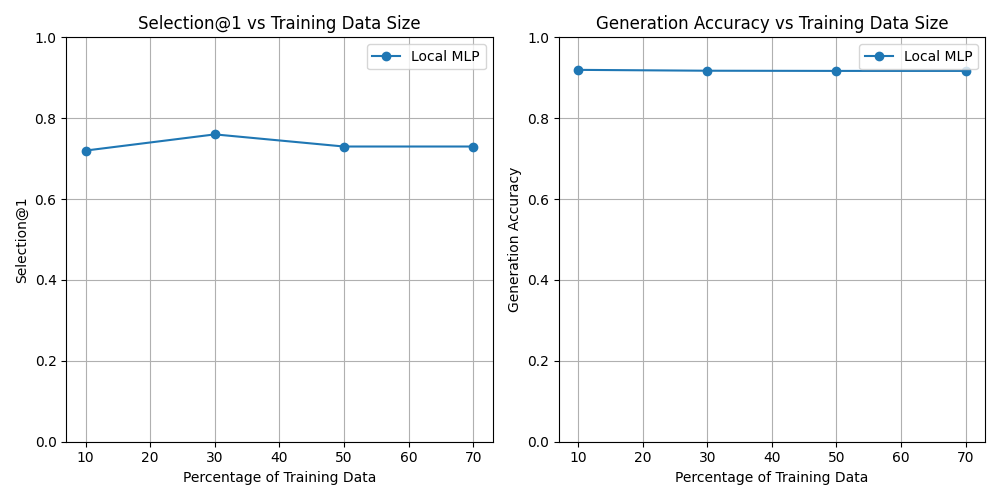 Selection@1 vs Training Data Size
Local MLP
1.0
0.8
0.6
0.4
0.2
0.0
Selection@1
10 20 30 40 50 60 70
Percentage of Training Data
Generation Accuracy vs Training Data Size
Local MLP
1.0
0.8
0.6
0.4
0.2
0.0
Generation Accuracy
10 20 30 40 50 60 70
Percentage of Training Data